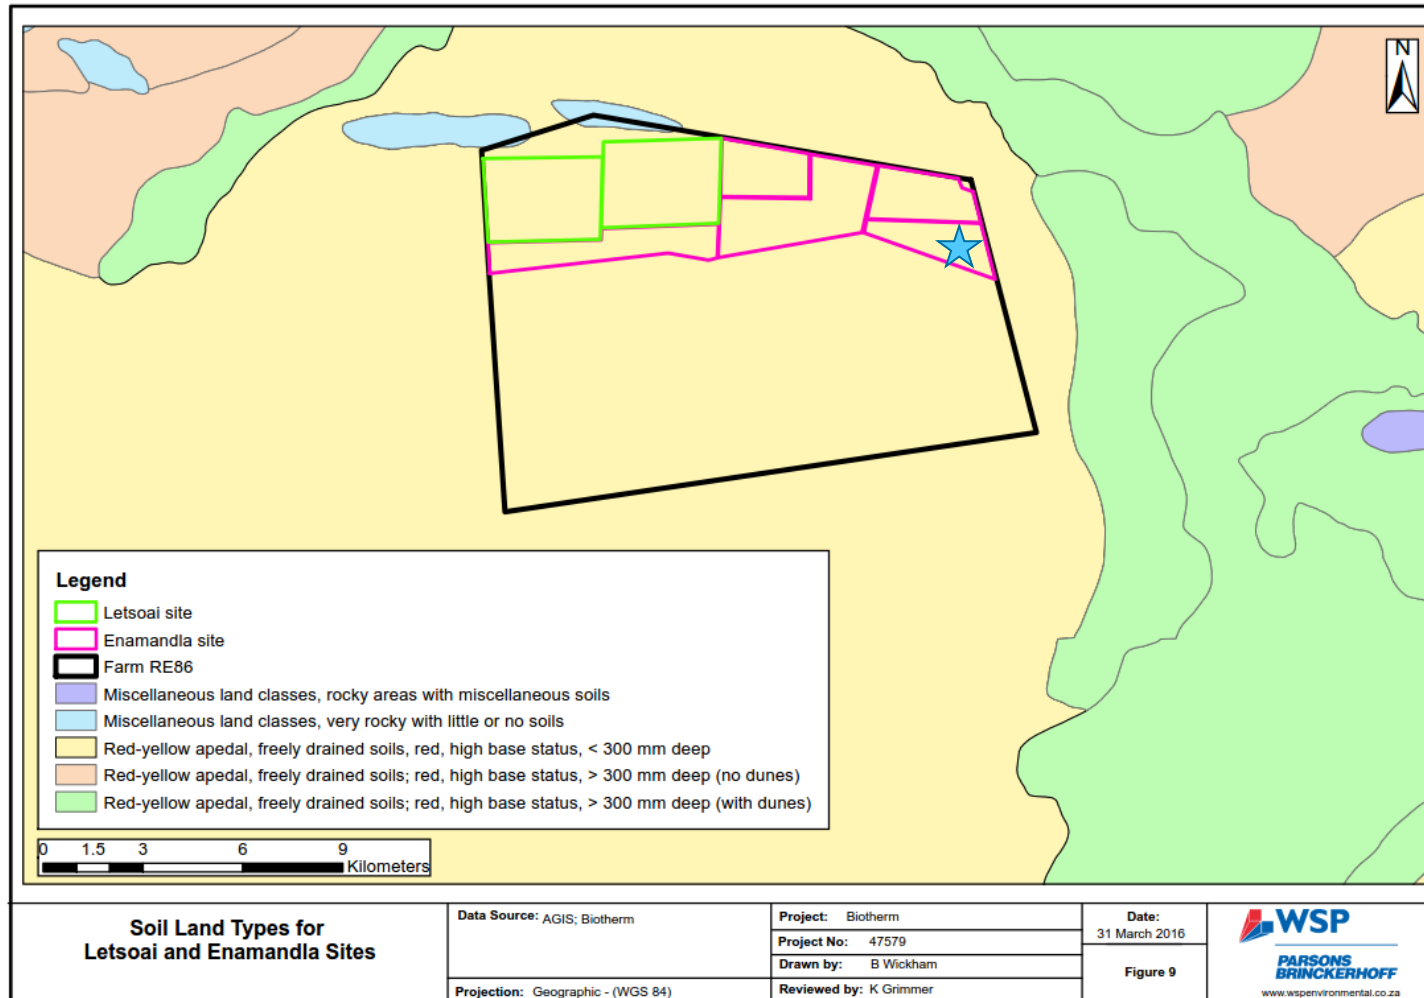 N
Legend
Letsoai site
Enamandla site
Farm RE86
Miscellaneous land classes, rocky areas with miscellaneous soils
Miscellaneous land classes, very rocky with little or no soils
Red-yellow apedal, freely drained soils, red, high base status, < 300 mm deep
Red-yellow apedal, freely drained soils; red, high base status, > 300 mm deep (no dunes)
Red-yellow apedal, freely drained soils; red, high base status, > 300 mm deep (with dunes)
0 1.5 3 6 9
Kilometers
Soil Land Types for
Letsoai and Enamandla Sites
Data Source: AGIS; Biotherm
Projection: Geographic - (WGS 84)
Project: Biotherm
Project No: 47579
Drawn by: B Wickham
Reviewed by: K Grimmer
Date:
31 March 2016
Figure 9
WSP
PARSONS
BRINCKERHOFF
www.wspenvironmental.co.za